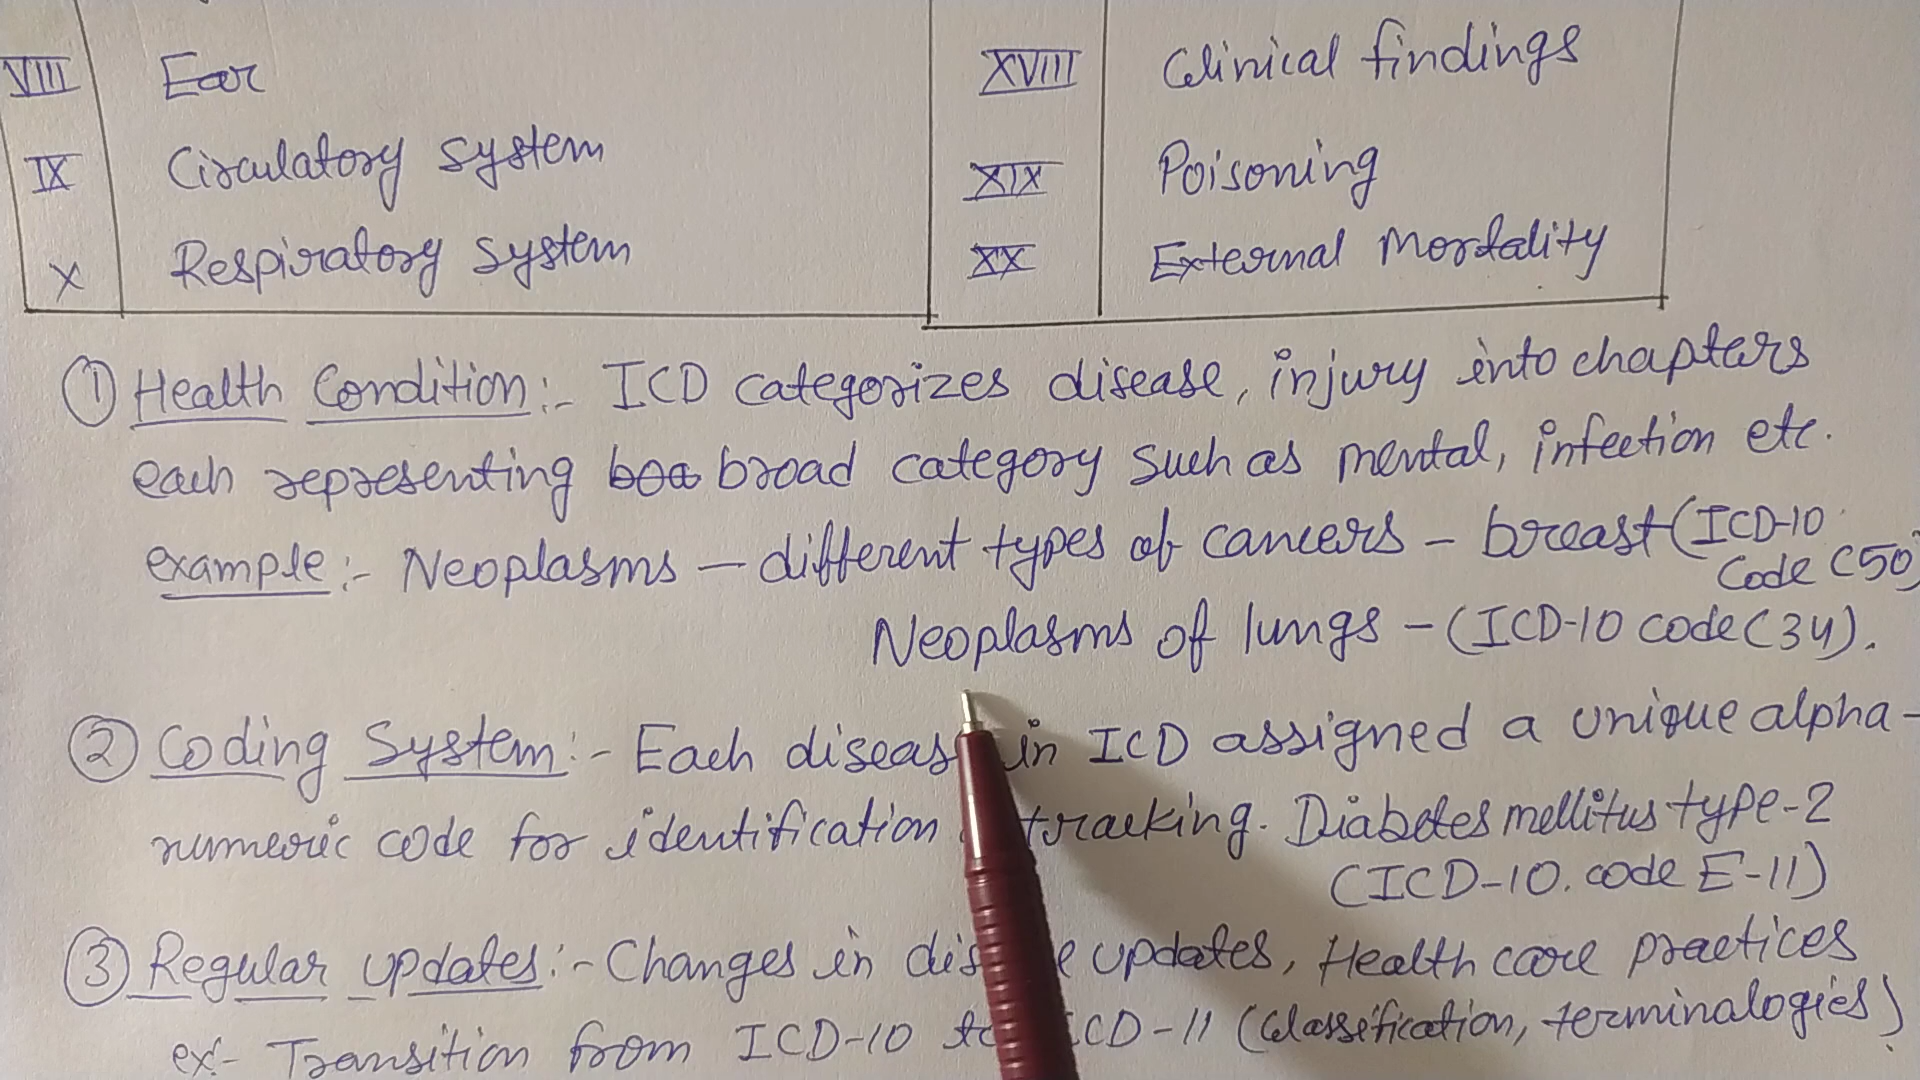 VIII Ear XVIII Clinical findings
IX Circulatory system XIX Poisoning
X Respiratory system XX External Mortality
① Health Condition:- ICD categorizes disease, injury into chapters
each representing broad category such as mental, infection etc.
example:- Neoplasms – different types of cancers – breast (ICD-10
Code C50)
Neoplasms of lungs – (ICD-10 code C34).
② Coding System:- Each diseas in ICD assigned a unique alpha-
numeric code for identification tracking. Diabetes mellitus type-2
(ICD-10. code E-11)
③ Regular updates:- Changes in dis e updates, Health care practices
ex:- Transition from ICD-10 to ICD-11 (Classification, terminalogies)